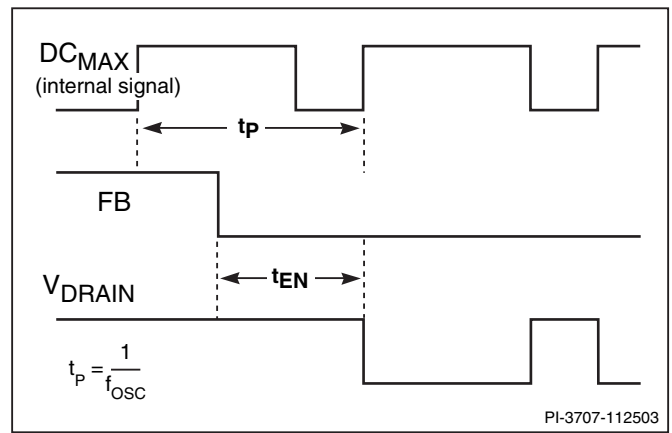 DCMAX
(internal signal)
tP
FB
tEN
VDRAIN
tP = 1/fOSC
PI-3707-112503